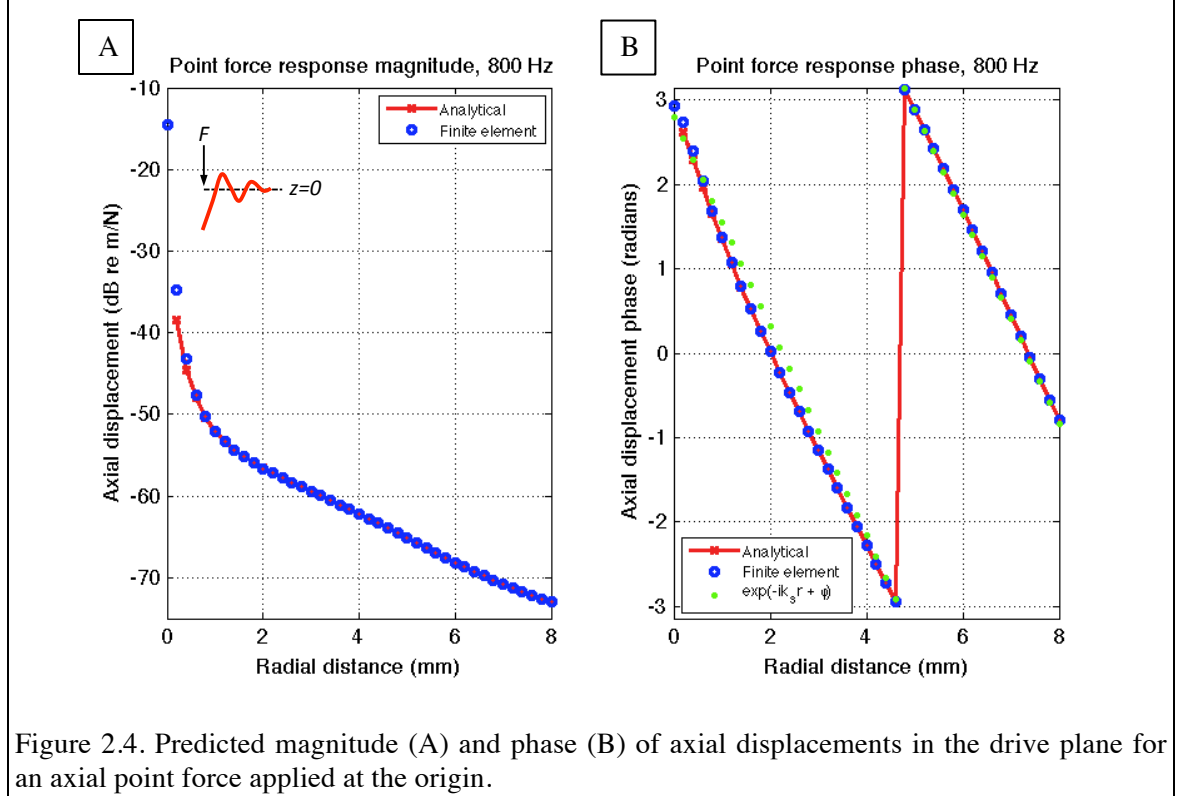 A
Point force response magnitude, 800 Hz
-10
-20
-30
-40
-50
-60
-70
0
2
4
6
8
Axial displacement (dB re m/N)
Radial distance (mm)
Analytical
Finite element
F
z=0
B
Point force response phase, 800 Hz
3
2
1
0
-1
-2
-3
0
2
4
6
8
Axial displacement phase (radians)
Radial distance (mm)
Analytical
Finite element
exp(-ik_s r + φ)
Figure 2.4. Predicted magnitude (A) and phase (B) of axial displacements in the drive plane for
an axial point force applied at the origin.